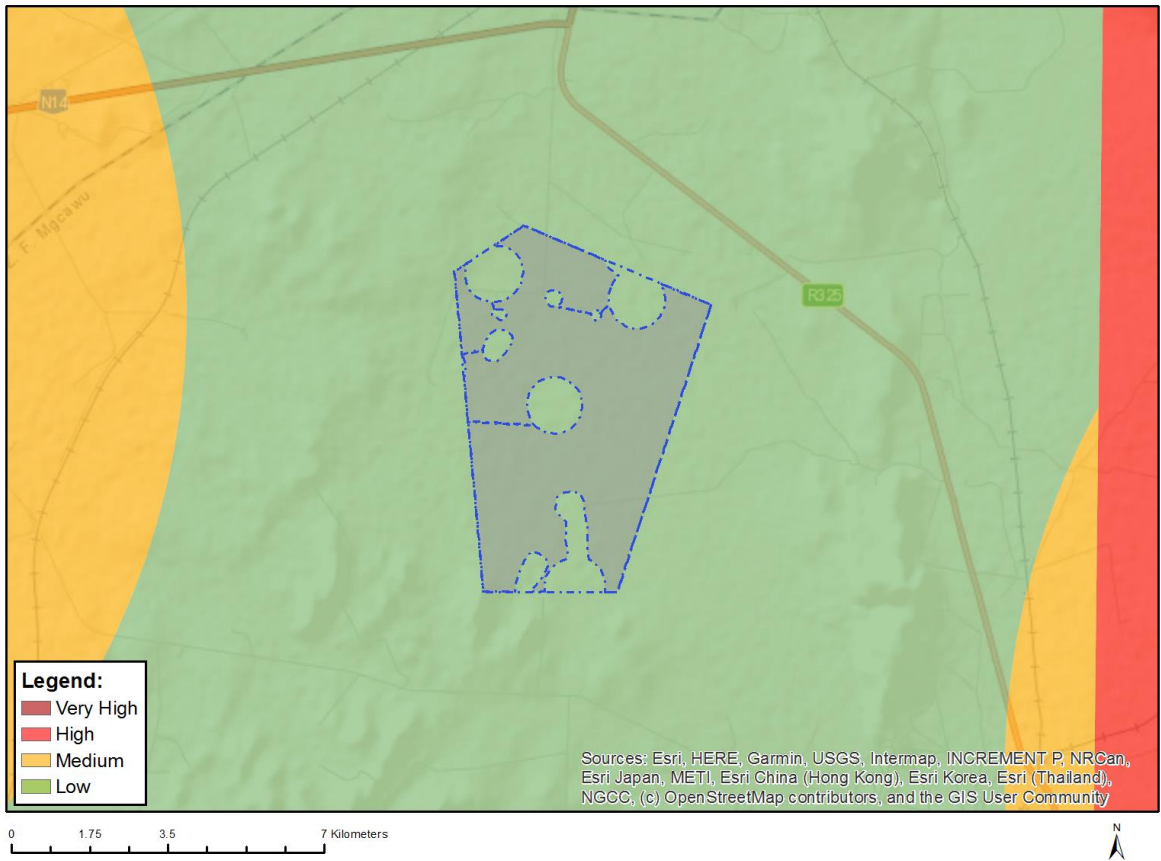 N14
F. Mgcawu
R325
Legend:
Very High
High
Medium
Low
Sources: Esri, HERE, Garmin, USGS, Intermap, INCREMENT P, NRCan,
Esri Japan, METI, Esri China (Hong Kong), Esri Korea, Esri (Thailand),
NGCC, (c) OpenStreetMap contributors, and the GIS User Community
0 1.75 3.5 7 Kilometers
N